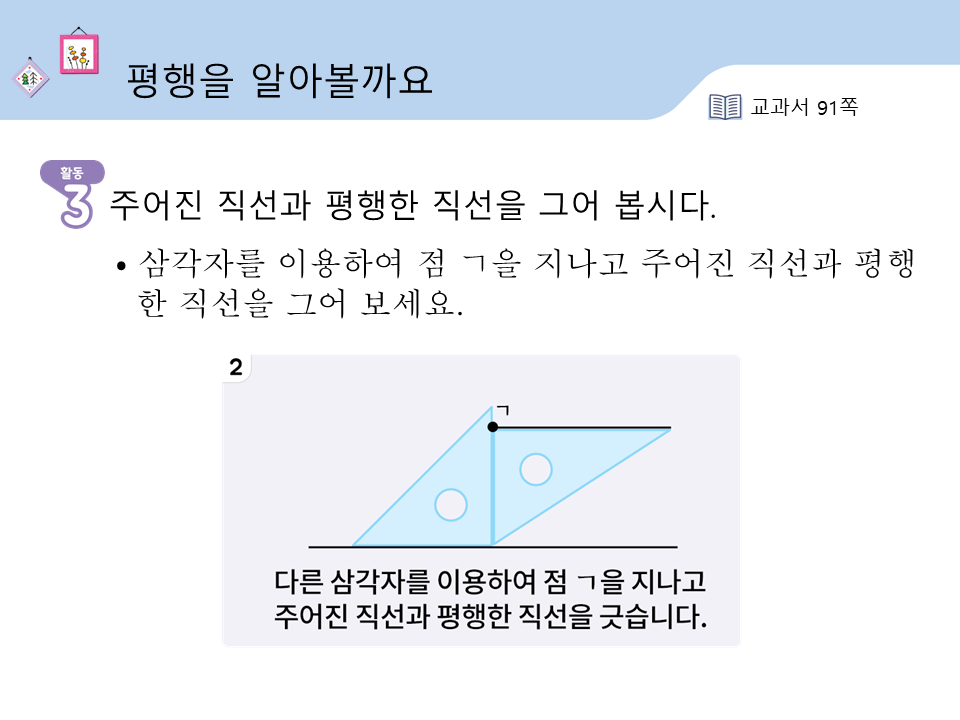 평행을 알아볼까요
교과서 91쪽
활동
3
주어진 직선과 평행한 직선을 그어 봅시다.
• 삼각자를 이용하여 점 ㄱ을 지나고 주어진 직선과 평행
한 직선을 그어 보세요.
2
ㄱ
다른 삼각자를 이용하여 점 ㄱ을 지나고
주어진 직선과 평행한 직선을 긋습니다.